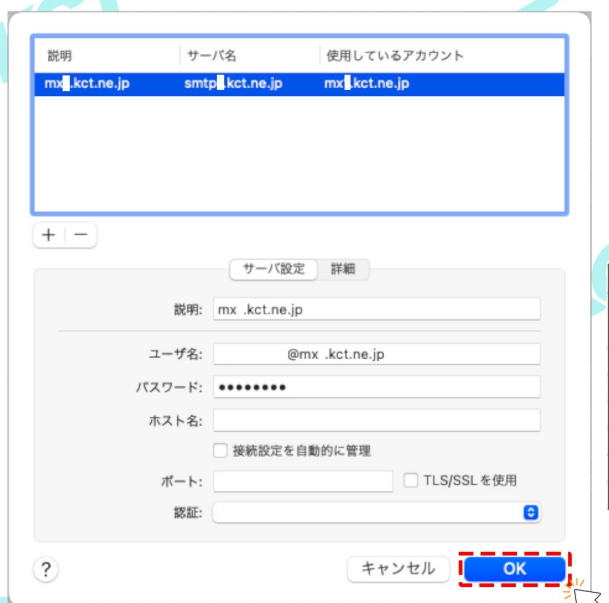 説明 サーバ名 使用しているアカウント
mx .kct.ne.jp smtp .kct.ne.jp mx .kct.ne.jp
+ −
サーバ設定 詳細
説明: mx .kct.ne.jp
ユーザ名: @mx .kct.ne.jp
パスワード: ••••••••
ホスト名:
接続設定を自動的に管理
ポート: TLS/SSL を使用
認証:
? キャンセル OK